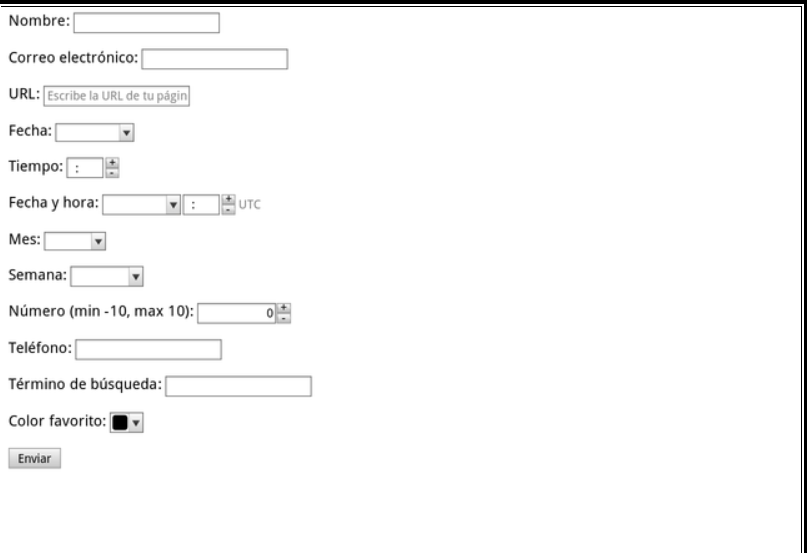 Nombre:
Correo electrónico:
URL: Escribe la URL de tu págin
Fecha:
Tiempo: :
Fecha y hora: : UTC
Mes:
Semana:
Número (min -10, max 10): 0
Teléfono:
Término de búsqueda:
Color favorito:
Enviar